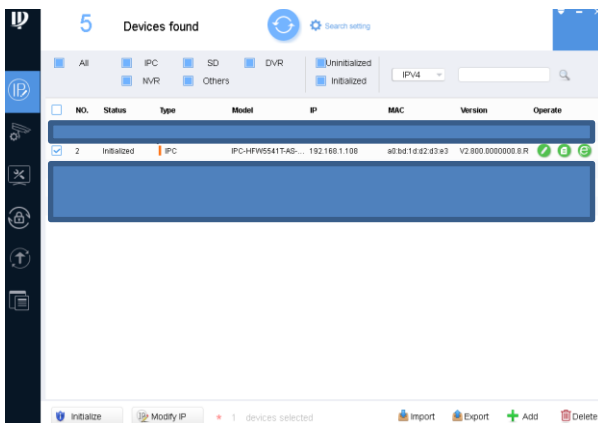 5 Devices found Search setting
All IPC SD DVR Uninitialized
NVR Others Initialized
IPV4
NO. Status Type Model IP MAC Version Operate
2 Initialized IPC IPC-HFW5541T-AS-... 192.168.1.108 a0:bd:1d:d2:d3:e3 V2.800.0000000.8.R
Initialize Modify IP * 1 devices selected Import Export Add Delete